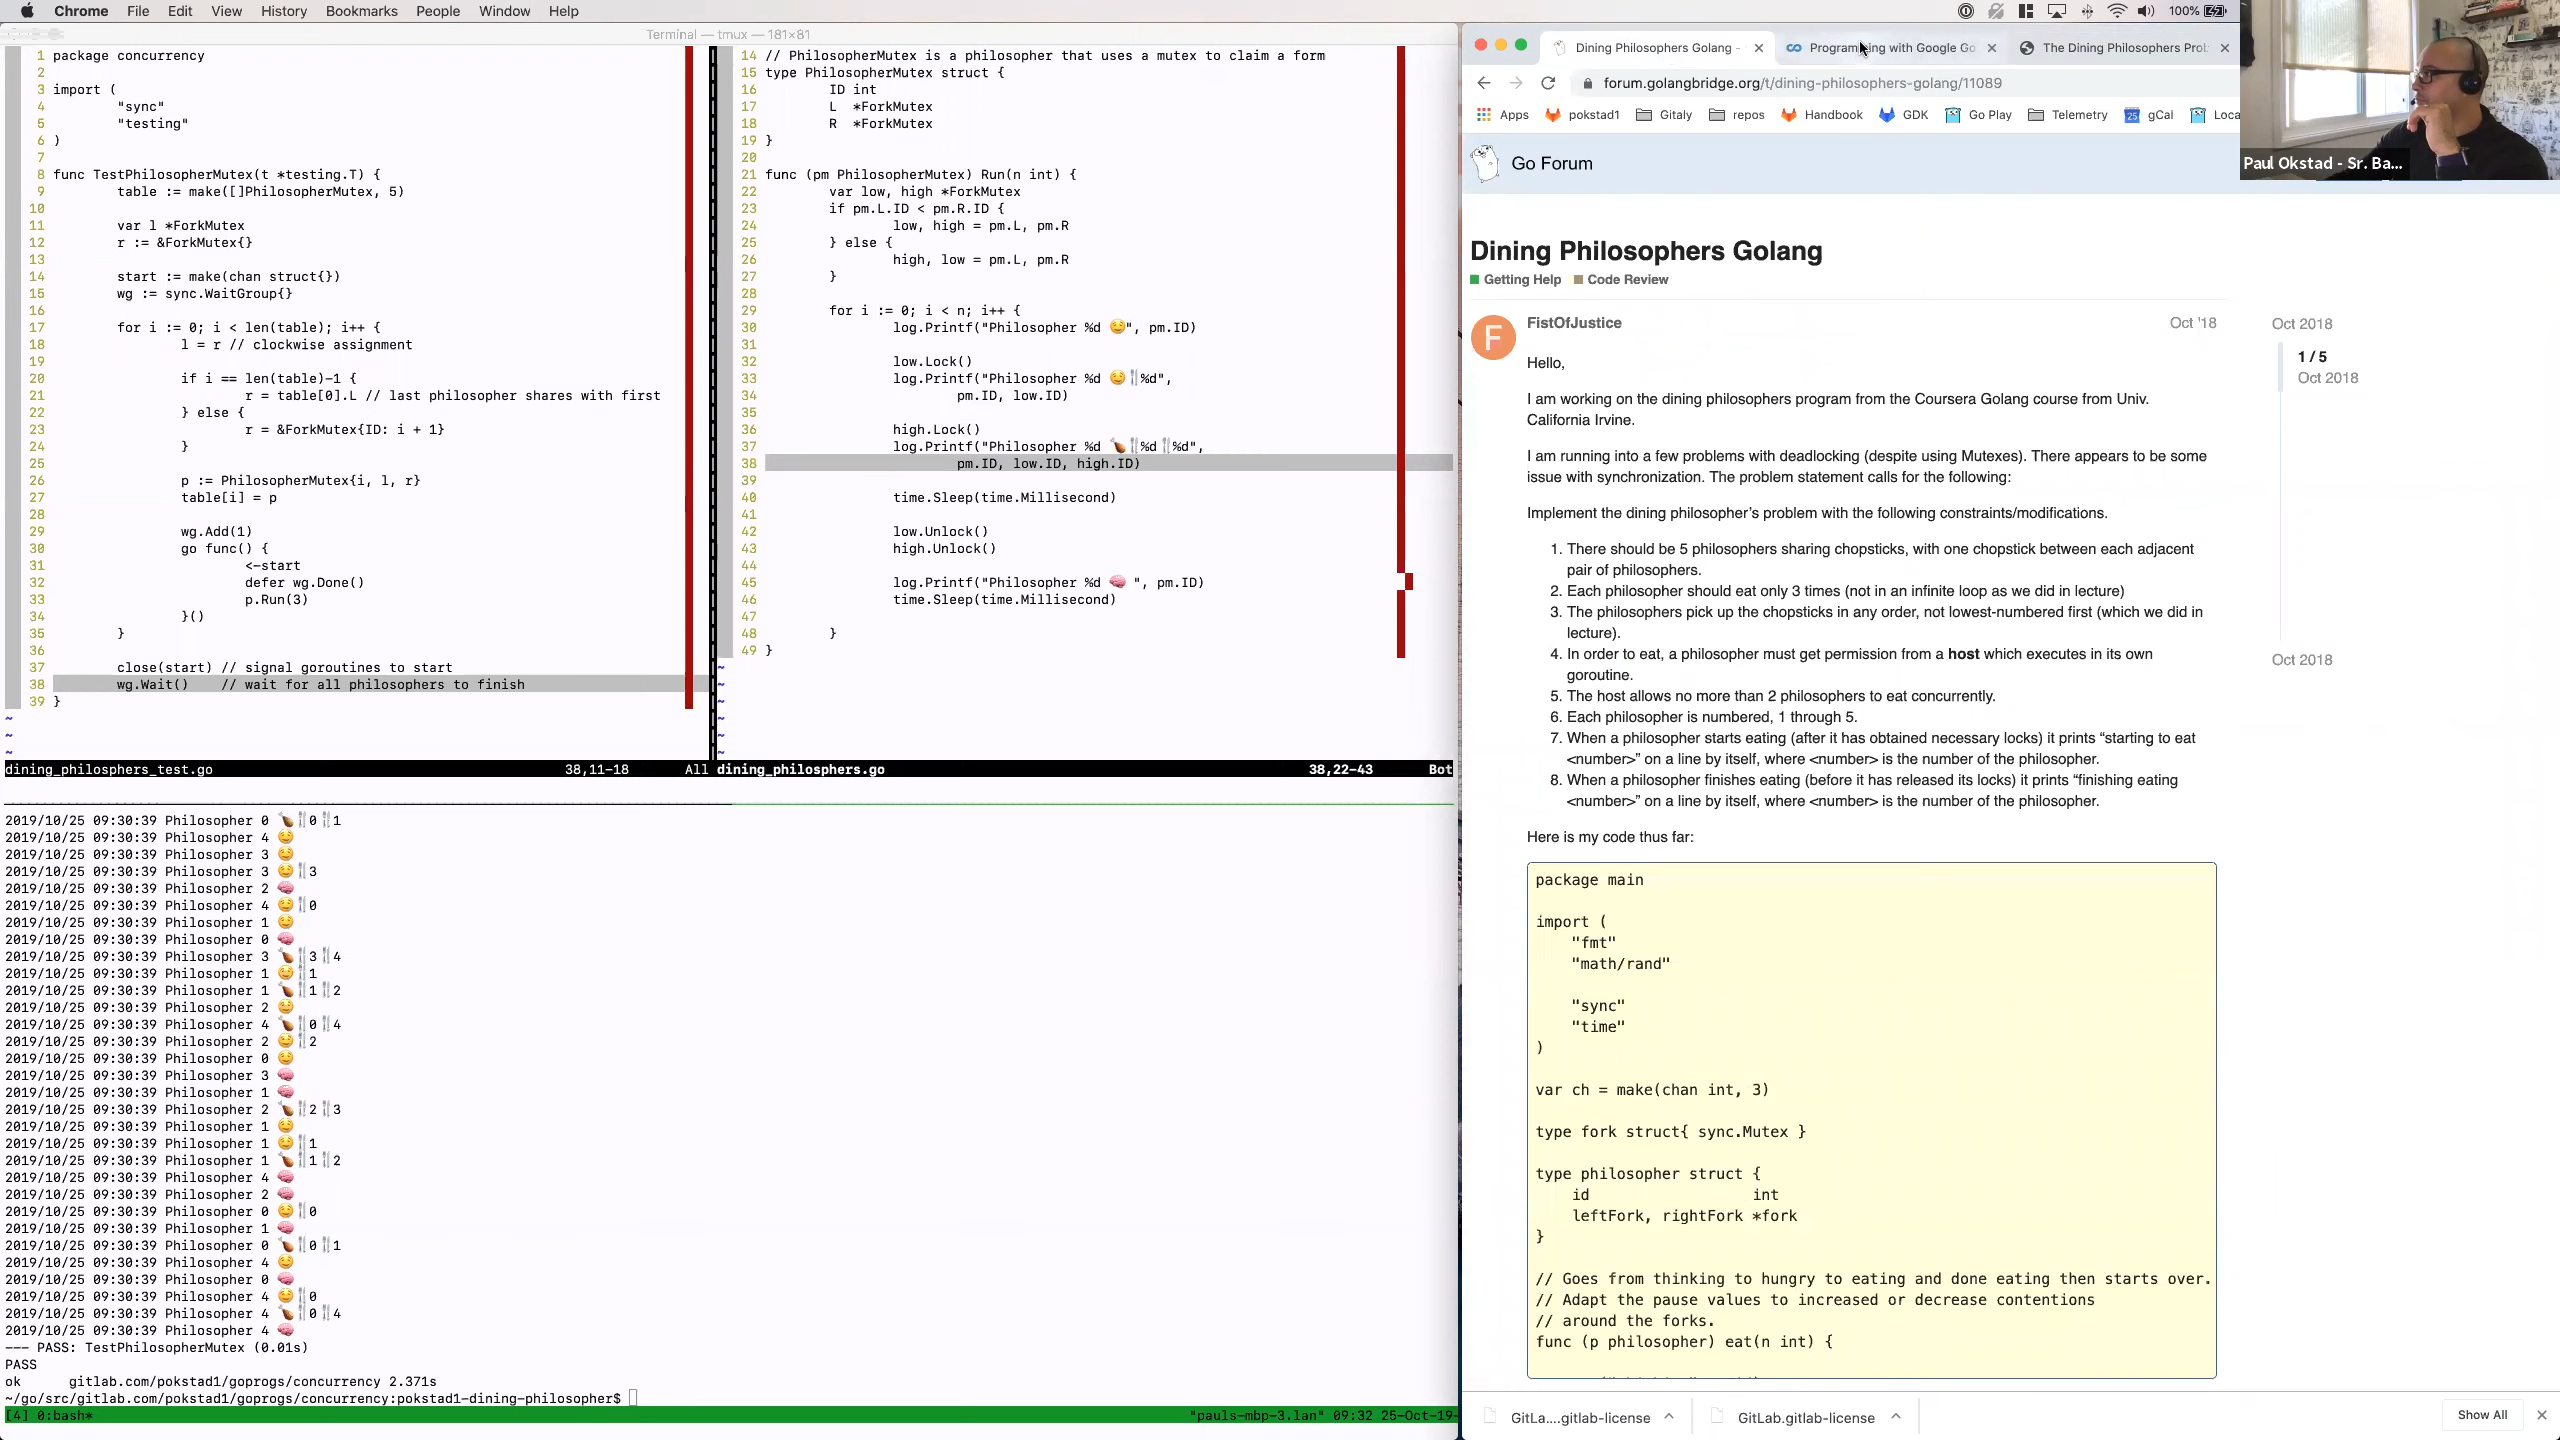 Chrome File Edit View History Bookmarks People Window Help
100%
Terminal — tmux — 181×81
1 package concurrency
2
3 import (
4 "sync"
5 "testing"
6 )
7
8 func TestPhilosopherMutex(t *testing.T) {
9 table := make([]PhilosopherMutex, 5)
10
11 var l *ForkMutex
12 r := &ForkMutex{}
13
14 start := make(chan struct{})
15 wg := sync.WaitGroup{}
16
17 for i := 0; i < len(table); i++ {
18 l = r // clockwise assignment
19
20 if i == len(table)-1 {
21 r = table[0].L // last philosopher shares with first
22 } else {
23 r = &ForkMutex{ID: i + 1}
24 }
25
26 p := PhilosopherMutex{i, l, r}
27 table[i] = p
28
29 wg.Add(1)
30 go func() {
31 <-start
32 defer wg.Done()
33 p.Run(3)
34 }()
35 }
36
37 close(start) // signal goroutines to start
38 wg.Wait() // wait for all philosophers to finish
39 }
~
~
~
dining_philosphers_test.go 38,11-18 All
14 // PhilosopherMutex is a philosopher that uses a mutex to claim a form
15 type PhilosopherMutex struct {
16 ID int
17 L *ForkMutex
18 R *ForkMutex
19 }
20
21 func (pm PhilosopherMutex) Run(n int) {
22 var low, high *ForkMutex
23 if pm.L.ID < pm.R.ID {
24 low, high = pm.L, pm.R
25 } else {
26 high, low = pm.L, pm.R
27 }
28
29 for i := 0; i < n; i++ {
30 log.Printf("Philosopher %d 😋", pm.ID)
31
32 low.Lock()
33 log.Printf("Philosopher %d 😋🍴%d",
34 pm.ID, low.ID)
35
36 high.Lock()
37 log.Printf("Philosopher %d 🍗🍴%d🍴%d",
38 pm.ID, low.ID, high.ID)
39
40 time.Sleep(time.Millisecond)
41
42 low.Unlock()
43 high.Unlock()
44
45 log.Printf("Philosopher %d 🧠 ", pm.ID)
46 time.Sleep(time.Millisecond)
47
48 }
49 }
~
~
~
~
~
~
dining_philosphers.go 38,22-43 Bot
2019/10/25 09:30:39 Philosopher 0 🍗🍴0🍴1
2019/10/25 09:30:39 Philosopher 4 😋
2019/10/25 09:30:39 Philosopher 3 😋
2019/10/25 09:30:39 Philosopher 3 😋🍴3
2019/10/25 09:30:39 Philosopher 2 🧠
2019/10/25 09:30:39 Philosopher 4 😋🍴0
2019/10/25 09:30:39 Philosopher 1 😋
2019/10/25 09:30:39 Philosopher 0 🧠
2019/10/25 09:30:39 Philosopher 3 🍗🍴3🍴4
2019/10/25 09:30:39 Philosopher 1 😋🍴1
2019/10/25 09:30:39 Philosopher 1 🍗🍴1🍴2
2019/10/25 09:30:39 Philosopher 2 😋
2019/10/25 09:30:39 Philosopher 4 🍗🍴0🍴4
2019/10/25 09:30:39 Philosopher 2 😋🍴2
2019/10/25 09:30:39 Philosopher 0 😋
2019/10/25 09:30:39 Philosopher 3 🧠
2019/10/25 09:30:39 Philosopher 1 🧠
2019/10/25 09:30:39 Philosopher 2 🍗🍴2🍴3
2019/10/25 09:30:39 Philosopher 1 😋
2019/10/25 09:30:39 Philosopher 1 😋🍴1
2019/10/25 09:30:39 Philosopher 1 🍗🍴1🍴2
2019/10/25 09:30:39 Philosopher 4 🧠
2019/10/25 09:30:39 Philosopher 2 🧠
2019/10/25 09:30:39 Philosopher 0 😋🍴0
2019/10/25 09:30:39 Philosopher 1 🧠
2019/10/25 09:30:39 Philosopher 0 🍗🍴0🍴1
2019/10/25 09:30:39 Philosopher 4 😋
2019/10/25 09:30:39 Philosopher 0 🧠
2019/10/25 09:30:39 Philosopher 4 😋🍴0
2019/10/25 09:30:39 Philosopher 4 🍗🍴0🍴4
2019/10/25 09:30:39 Philosopher 4 🧠
--- PASS: TestPhilosopherMutex (0.01s)
PASS
ok gitlab.com/pokstad1/goprogs/concurrency 2.371s
~/go/src/gitlab.com/pokstad1/goprogs/concurrency:pokstad1-dining-philosopher$
[4] 0:bash* "pauls-mbp-3.lan" 09:32 25-Oct-19
Dining Philosophers Golang -
Programming with Google Go
The Dining Philosophers Pro
forum.golangbridge.org/t/dining-philosophers-golang/11089
Apps pokstad1 Gitaly repos Handbook GDK Go Play Telemetry gCal Loca
Paul Okstad - Sr. Ba...
Go Forum
Dining Philosophers Golang
Getting Help Code Review
F
FistOfJustice Oct '18
Hello,
I am working on the dining philosophers program from the Coursera Golang course from Univ.
California Irvine.
I am running into a few problems with deadlocking (despite using Mutexes). There appears to be some
issue with synchronization. The problem statement calls for the following:
Implement the dining philosopher’s problem with the following constraints/modifications.
1. There should be 5 philosophers sharing chopsticks, with one chopstick between each adjacent
pair of philosophers.
2. Each philosopher should eat only 3 times (not in an infinite loop as we did in lecture)
3. The philosophers pick up the chopsticks in any order, not lowest-numbered first (which we did in
lecture).
4. In order to eat, a philosopher must get permission from a host which executes in its own
goroutine.
5. The host allows no more than 2 philosophers to eat concurrently.
6. Each philosopher is numbered, 1 through 5.
7. When a philosopher starts eating (after it has obtained necessary locks) it prints “starting to eat
<number>” on a line by itself, where <number> is the number of the philosopher.
8. When a philosopher finishes eating (before it has released its locks) it prints “finishing eating
<number>” on a line by itself, where <number> is the number of the philosopher.
Here is my code thus far:
package main
import (
"fmt"
"math/rand"
"sync"
"time"
)
var ch = make(chan int, 3)
type fork struct{ sync.Mutex }
type philosopher struct {
id int
leftFork, rightFork *fork
}
// Goes from thinking to hungry to eating and done eating then starts over.
// Adapt the pause values to increased or decrease contentions
// around the forks.
func (p philosopher) eat(n int) {
Oct 2018
1 / 5
Oct 2018
Oct 2018
GitLa....gitlab-license
GitLab.gitlab-license
Show All